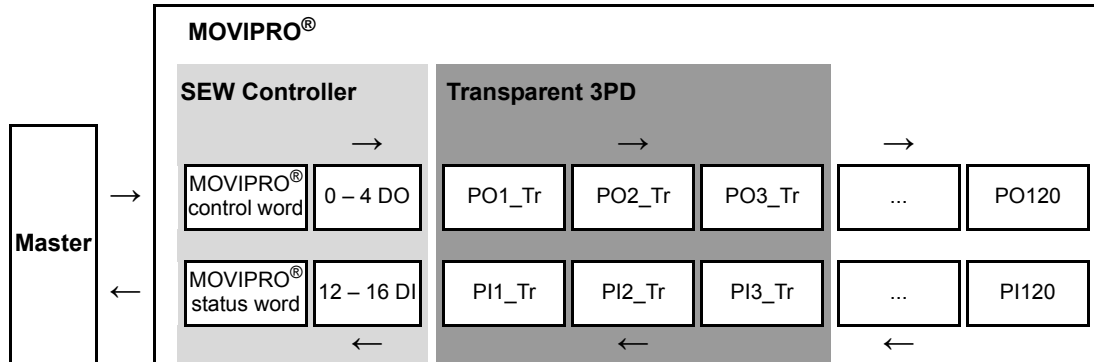 MOVIPRO®
SEW Controller Transparent 3PD
→ → →
→ MOVIPRO® control word 0 – 4 DO PO1_Tr PO2_Tr PO3_Tr ... PO120
Master
← MOVIPRO® status word 12 – 16 DI PI1_Tr PI2_Tr PI3_Tr ... PI120
← ← ←